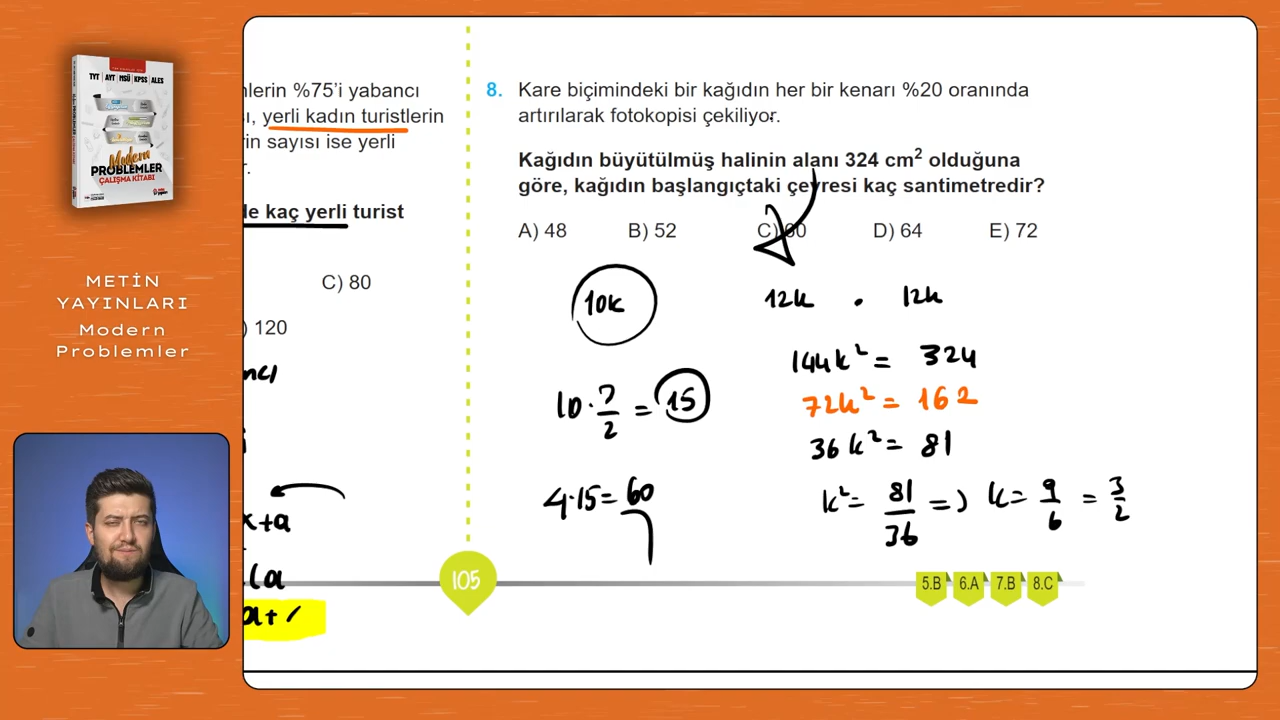 TYT | AYT | MSÜ | KPSS | ALES
Modern
PROBLEMLER
ÇALIŞMA KİTABI
METİN
YAYINLARI
Modern
Problemler
nlerin %75'i yabancı
ı, yerli kadın turistlerin
rin sayısı ise yerli
r.
de kaç yerli turist
C) 80
) 120
ncı
x+a
a
a+
8. Kare biçimindeki bir kağıdın her bir kenarı %20 oranında
artırılarak fotokopisi çekiliyor.
Kağıdın büyütülmüş halinin alanı 324 cm² olduğuna
göre, kağıdın başlangıçtaki çevresi kaç santimetredir?
A) 48 B) 52 C) 60 D) 64 E) 72
10k 12k . 12k
144k² = 324
10 . 3/2 = 15 72k² = 162
36k² = 81
4.15 = 60 k² = 81/36 => k = 9/6 = 3/2
105
5.B 6.A 7.B 8.C